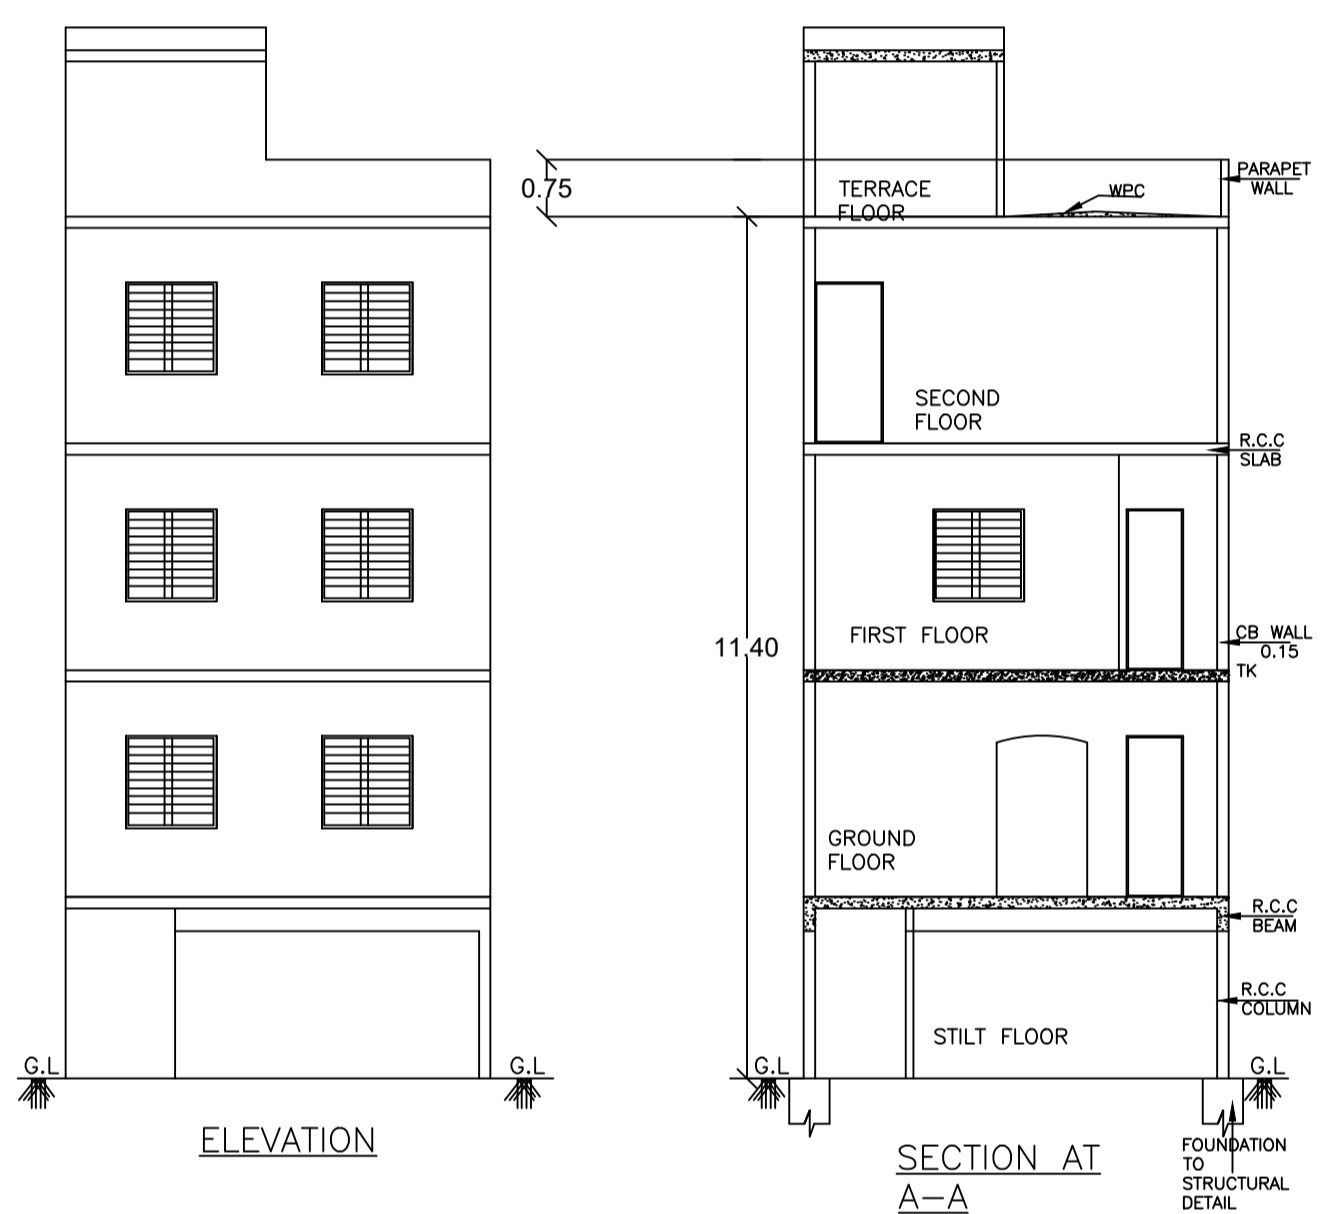 0.75
TERRACE
FLOOR
WPC
PARAPET
WALL
SECOND
FLOOR
R.C.C
SLAB
11,40
FIRST FLOOR
CB WALL
0.15
TK
GROUND
FLOOR
R.C.C
BEAM
R.C.C
COLUMN
STILT FLOOR
G.L
G.L
G.L
G.L
ELEVATION
SECTION AT
A-A
FOUNDATION
TO
STRUCTURAL
DETAIL